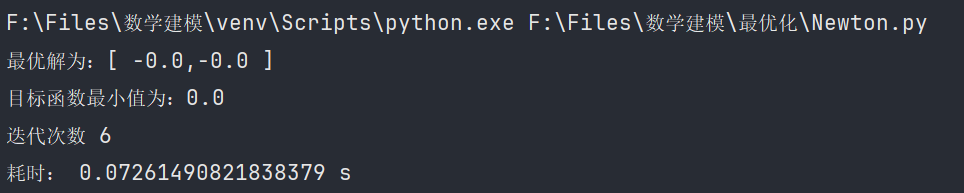 F:\Files\数学建模\venv\Scripts\python.exe F:\Files\数学建模\最优化\Newton.py
最优解为：[ -0.0,-0.0 ]
目标函数最小值为：0.0
迭代次数 6
耗时： 0.07261490821838379 s